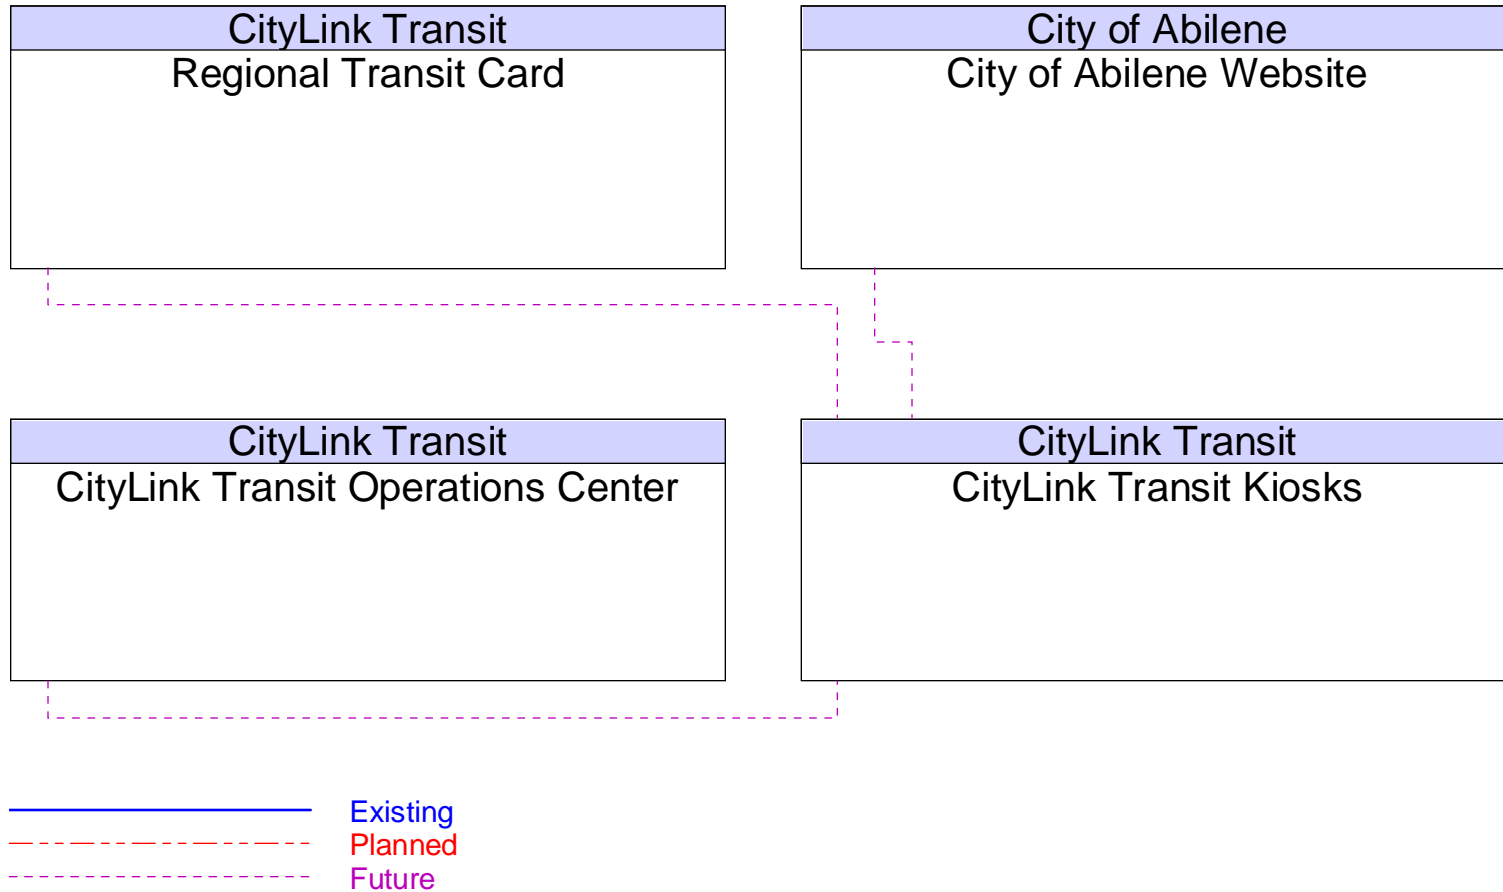 CityLink Transit
Regional Transit Card
City of Abilene
City of Abilene Website
CityLink Transit
CityLink Transit Operations Center
CityLink Transit
CityLink Transit Kiosks
Existing
Planned
Future